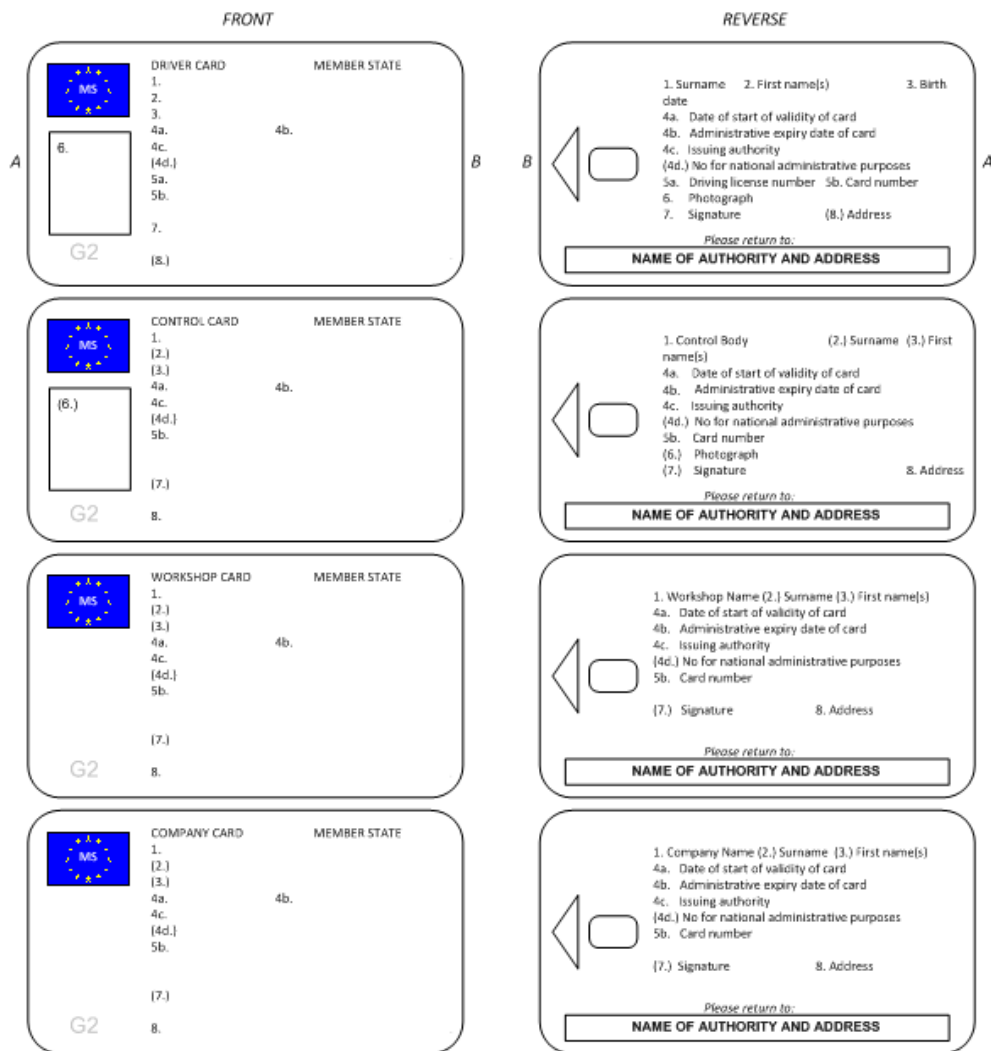 FRONT
REVERSE
A
B
B
A
MS
DRIVER CARD MEMBER STATE
1.
2.
3.
4a. 4b.
4c.
(4d.)
5a.
5b.
7.
(8.)
6.
G2
1. Surname 2. First name(s) 3. Birth
date
4a. Date of start of validity of card
4b. Administrative expiry date of card
4c. Issuing authority
(4d.) No for national administrative purposes
5a. Driving license number 5b. Card number
6. Photograph
7. Signature (8.) Address
Please return to:
NAME OF AUTHORITY AND ADDRESS
MS
CONTROL CARD MEMBER STATE
1.
(2.)
(3.)
4a. 4b.
4c.
(4d.)
5b.
(7.)
8.
(6.)
G2
1. Control Body (2.) Surname (3.) First
name(s)
4a. Date of start of validity of card
4b. Administrative expiry date of card
4c. Issuing authority
(4d.) No for national administrative purposes
5b. Card number
(6.) Photograph
(7.) Signature 8. Address
Please return to:
NAME OF AUTHORITY AND ADDRESS
MS
WORKSHOP CARD MEMBER STATE
1.
(2.)
(3.)
4a. 4b.
4c.
(4d.)
5b.
(7.)
8.
G2
1. Workshop Name (2.) Surname (3.) First name(s)
4a. Date of start of validity of card
4b. Administrative expiry date of card
4c. Issuing authority
(4d.) No for national administrative purposes
5b. Card number
(7.) Signature 8. Address
Please return to:
NAME OF AUTHORITY AND ADDRESS
MS
COMPANY CARD MEMBER STATE
1.
(2.)
(3.)
4a. 4b.
4c.
(4d.)
5b.
(7.)
8.
G2
1. Company Name (2.) Surname (3.) First name(s)
4a. Date of start of validity of card
4b. Administrative expiry date of card
4c. Issuing authority
(4d.) No for national administrative purposes
5b. Card number
(7.) Signature 8. Address
Please return to:
NAME OF AUTHORITY AND ADDRESS